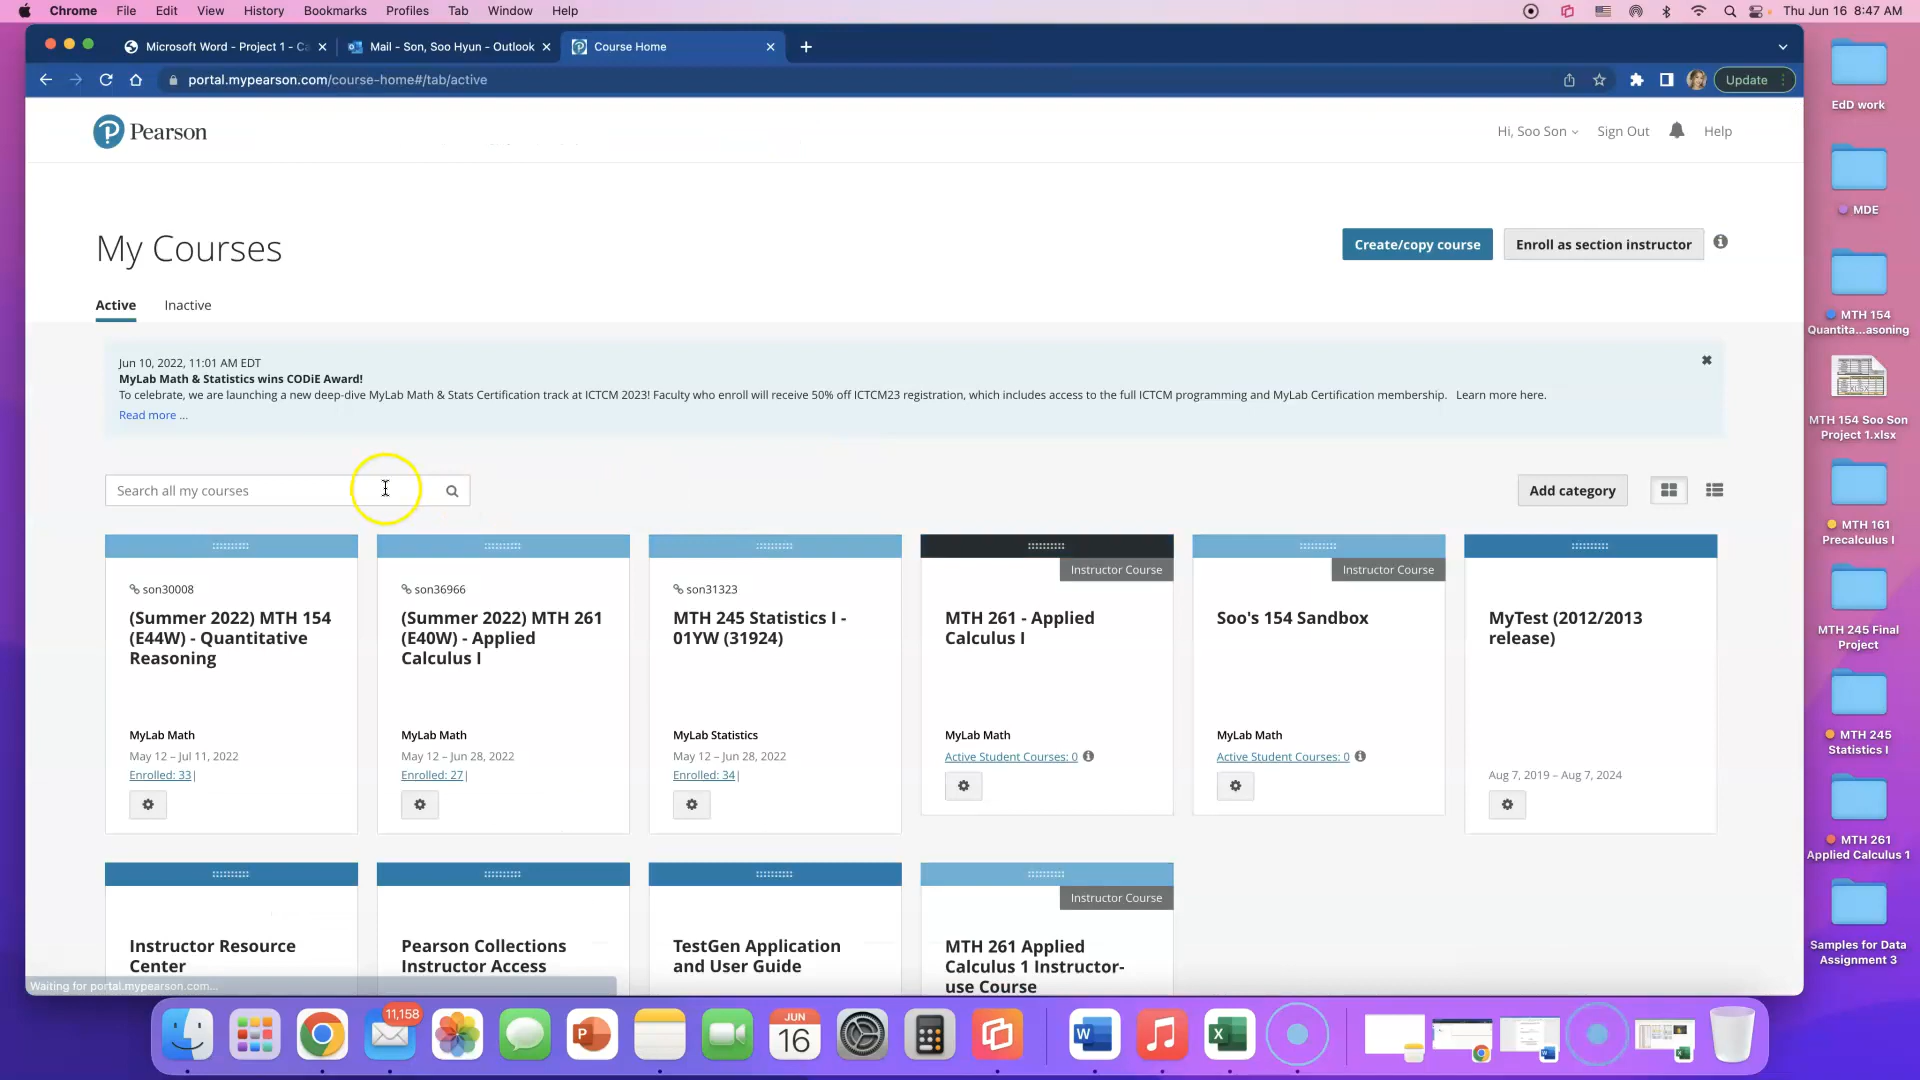 Chrome File Edit View History Bookmarks Profiles Tab Window Help
Thu Jun 16 8:47 AM
Microsoft Word - Project 1 - Ca
Mail - Son, Soo Hyun - Outlook
Course Home
portal.mypearson.com/course-home#/tab/active
Update
Pearson
Hi, Soo Son
Sign Out
Help
My Courses
Create/copy course
Enroll as section instructor
Active
Inactive
Jun 10, 2022, 11:01 AM EDT
MyLab Math & Statistics wins CODiE Award!
To celebrate, we are launching a new deep-dive MyLab Math & Stats Certification track at ICTCM 2023! Faculty who enroll will receive 50% off ICTCM23 registration, which includes access to the full ICTCM programming and MyLab Certification membership. Learn more here.
Read more ...
Search all my courses
Add category
son30008
(Summer 2022) MTH 154
(E44W) - Quantitative
Reasoning
MyLab Math
May 12 – Jul 11, 2022
Enrolled: 33|
son36966
(Summer 2022) MTH 261
(E40W) - Applied
Calculus I
MyLab Math
May 12 – Jun 28, 2022
Enrolled: 27|
son31323
MTH 245 Statistics I -
01YW (31924)
MyLab Statistics
May 12 – Jun 28, 2022
Enrolled: 34|
Instructor Course
MTH 261 - Applied
Calculus I
MyLab Math
Active Student Courses: 0
Instructor Course
Soo's 154 Sandbox
MyLab Math
Active Student Courses: 0
MyTest (2012/2013
release)
Aug 7, 2019 – Aug 7, 2024
Instructor Resource
Center
Pearson Collections
Instructor Access
TestGen Application
and User Guide
Instructor Course
MTH 261 Applied
Calculus 1 Instructor-
use Course
Waiting for portal.mypearson.com...
EdD work
MDE
MTH 154
Quantita...asoning
XLSX
MTH 154 Soo Son
Project 1.xlsx
MTH 161
Precalculus I
MTH 245 Final
Project
MTH 245
Statistics I
MTH 261
Applied Calculus 1
Samples for Data
Assignment 3
11,158
JUN
16